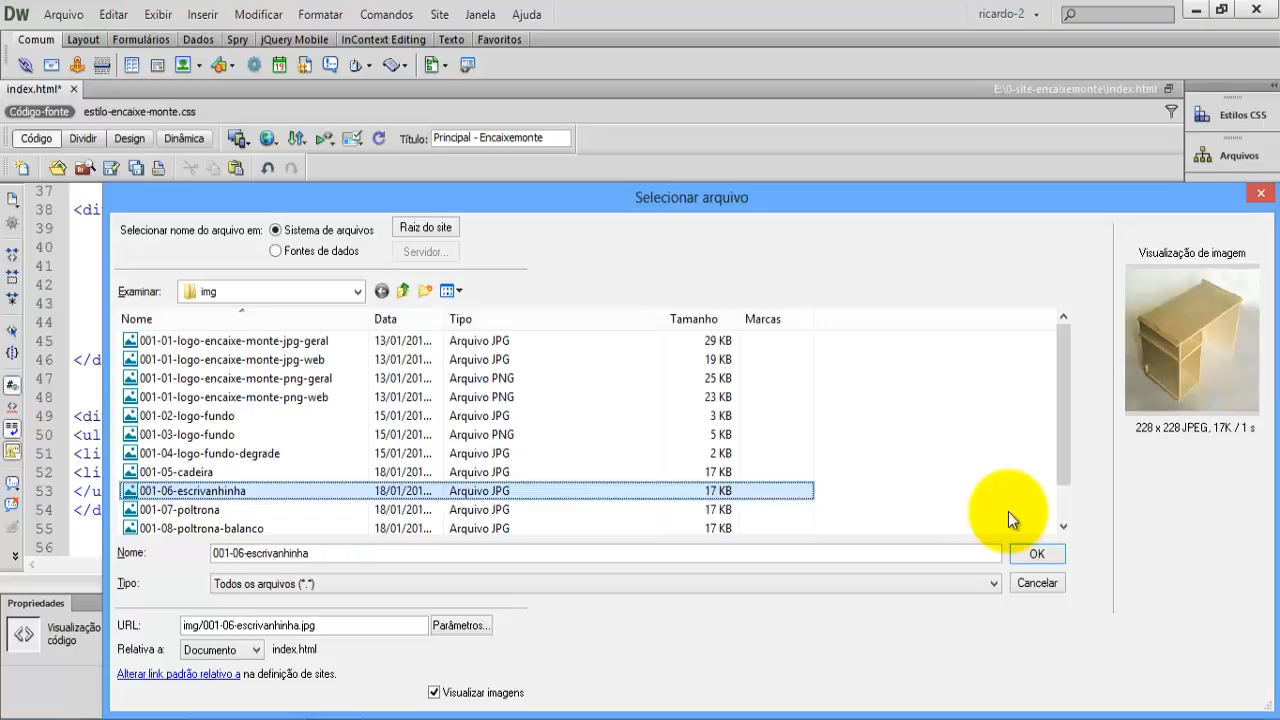 Dw Arquivo Editar Exibir Inserir Modificar Formatar Comandos Site Janela Ajuda ricardo-2
Comum Layout Formulários Dados Spry jQuery Mobile InContext Editing Texto Favoritos
index.html* E:\0-site-encaixemonte\index.html
Código-fonte estilo-encaixe-monte.css
Estilos CSS
Código Dividir Design Dinâmica Título: Principal - Encaixemonte
Arquivos
37
38 <di
39
40
41
42
43
44
45
46 </d
47
48
49 <di
50 <ul
51 <li
52 <li
53 </u
54 </d
55
56
Selecionar arquivo
Selecionar nome do arquivo em: Sistema de arquivos Raiz do site
Fontes de dados Servidor...
Visualização de imagem
Examinar: img
Nome Data Tipo Tamanho Marcas
001-01-logo-encaixe-monte-jpg-geral 13/01/201... Arquivo JPG 29 KB
001-01-logo-encaixe-monte-jpg-web 13/01/201... Arquivo JPG 19 KB
001-01-logo-encaixe-monte-png-geral 13/01/201... Arquivo PNG 25 KB
001-01-logo-encaixe-monte-png-web 13/01/201... Arquivo PNG 23 KB
001-02-logo-fundo 15/01/201... Arquivo JPG 3 KB
001-03-logo-fundo 15/01/201... Arquivo PNG 5 KB
001-04-logo-fundo-degrade 15/01/201... Arquivo JPG 2 KB
001-05-cadeira 18/01/201... Arquivo JPG 17 KB
001-06-escrivanhinha 18/01/201... Arquivo JPG 17 KB
001-07-poltrona 18/01/201... Arquivo JPG 17 KB
001-08-poltrona-balanco 18/01/201... Arquivo JPG 17 KB
228 x 228 JPEG, 17K / 1 s
Nome: 001-06-escrivanhinha OK
Tipo: Todos os arquivos (*.*) Cancelar
URL: img/001-06-escrivanhinha.jpg Parâmetros...
Relativa a: Documento index.html
Alterar link padrão relativo a na definição de sites.
Visualizar imagens
Propriedades
Visualização
código